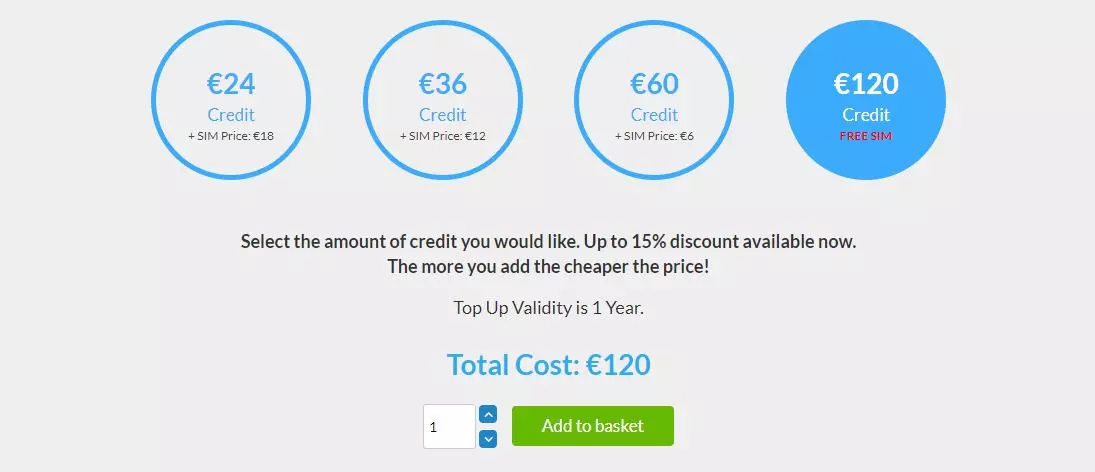 €24
Credit
+ SIM Price: €18
€36
Credit
+ SIM Price: €12
€60
Credit
+ SIM Price: €6
€120
Credit
FREE SIM
Select the amount of credit you would like. Up to 15% discount available now.
The more you add the cheaper the price!
Top Up Validity is 1 Year.
Total Cost: €120
1
Add to basket